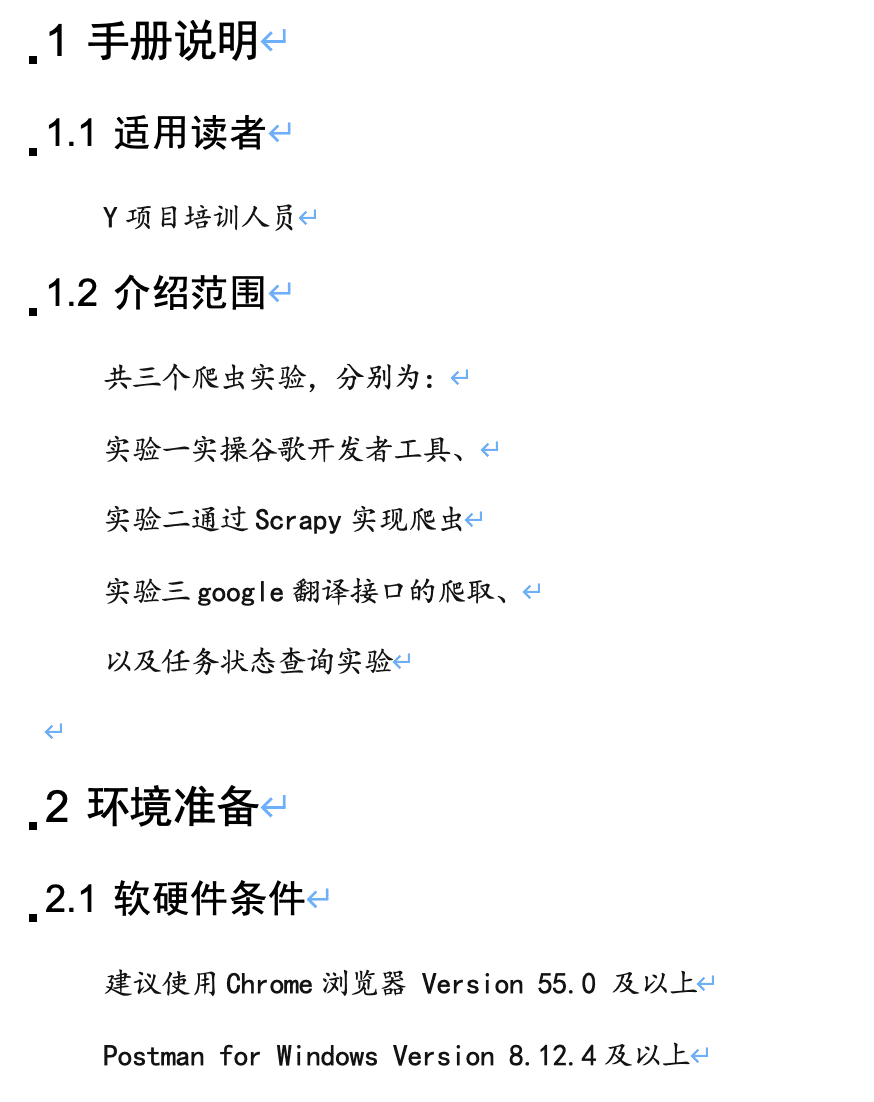 1 手册说明
1.1 适用读者
Y 项目培训人员
1.2 介绍范围
共三个爬虫实验，分别为：
实验一实操谷歌开发者工具、
实验二通过 Scrapy 实现爬虫
实验三 google 翻译接口的爬取、
以及任务状态查询实验
2 环境准备
2.1 软硬件条件
建议使用 Chrome 浏览器 Version 55.0 及以上
Postman for Windows Version 8.12.4 及以上